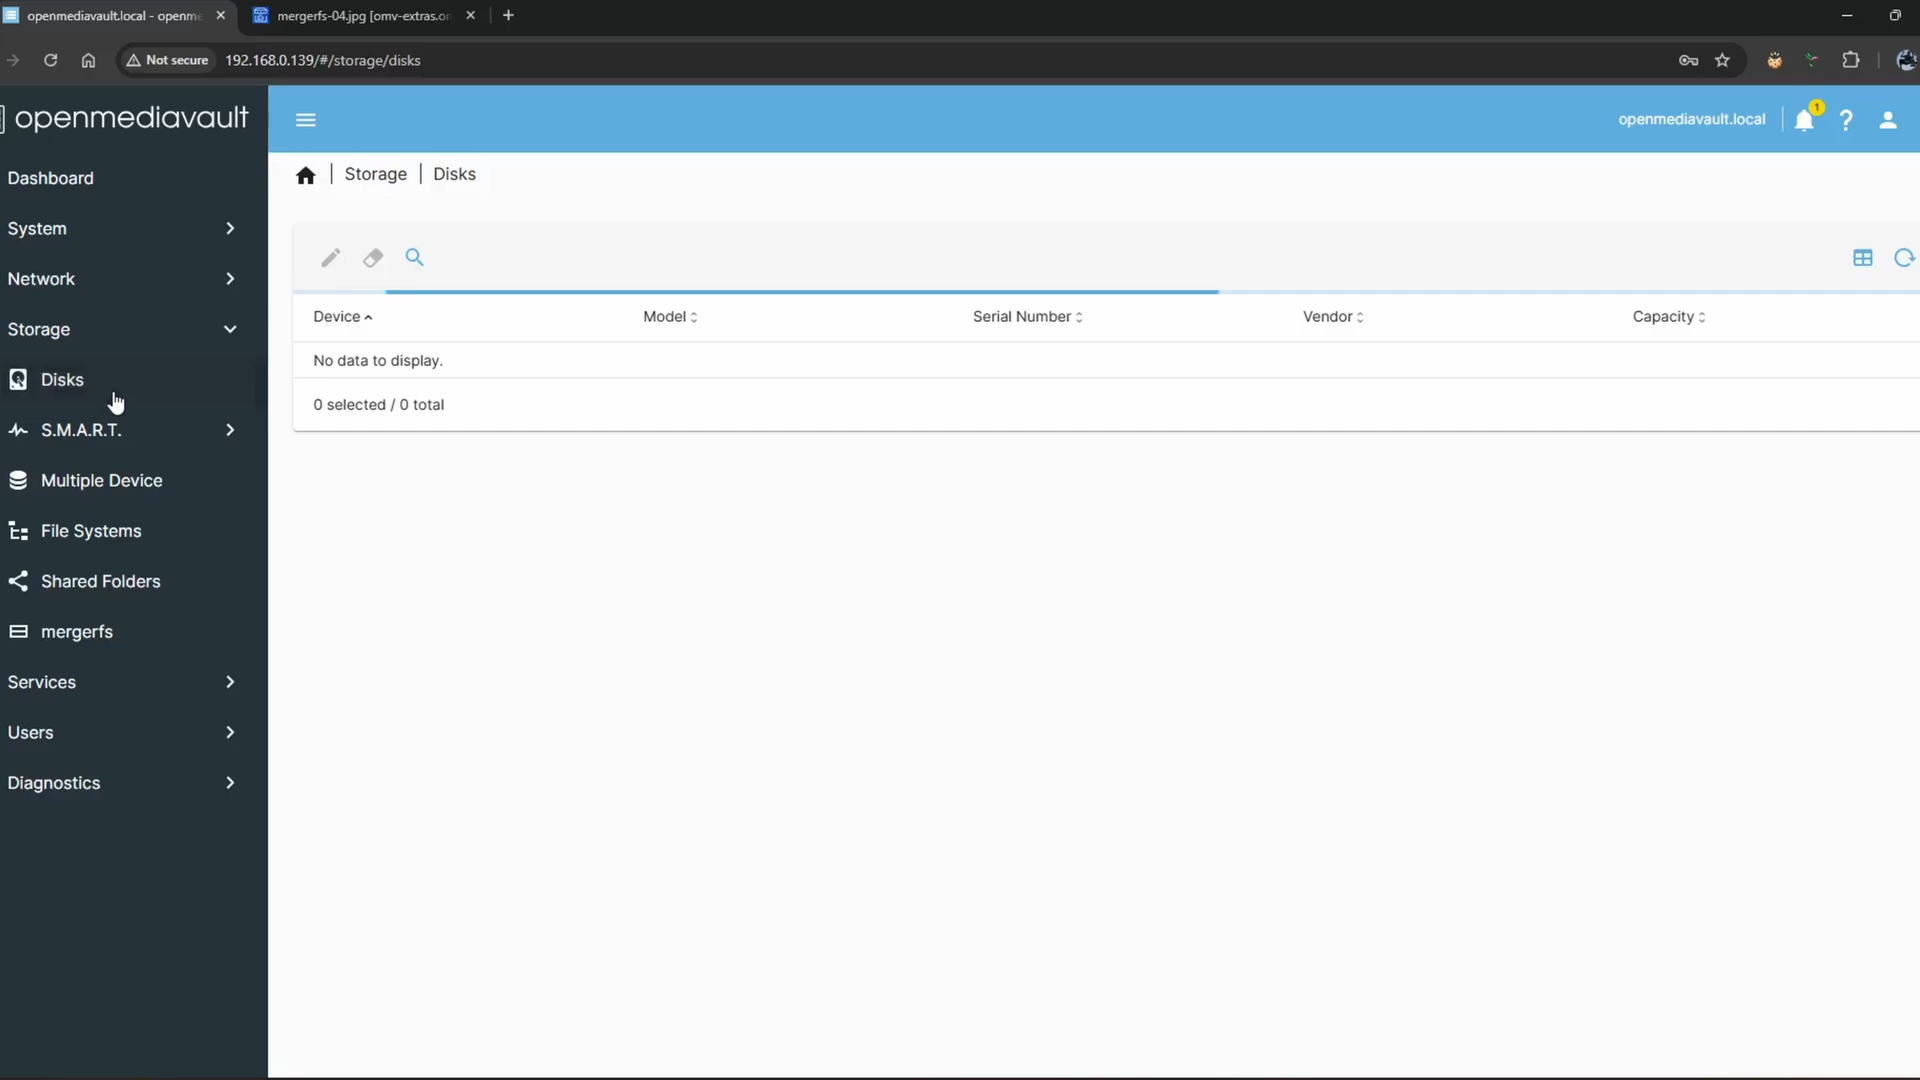 openmediavault.local - openme
mergerfs-04.jpg [omv-extras.or
Not secure
192.168.0.139/#/storage/disks
openmediavault
openmediavault.local
1
Storage | Disks
Dashboard
System
Network
Storage
Disks
S.M.A.R.T.
Multiple Device
File Systems
Shared Folders
mergerfs
Services
Users
Diagnostics
Device
Model
Serial Number
Vendor
Capacity
No data to display.
0 selected / 0 total